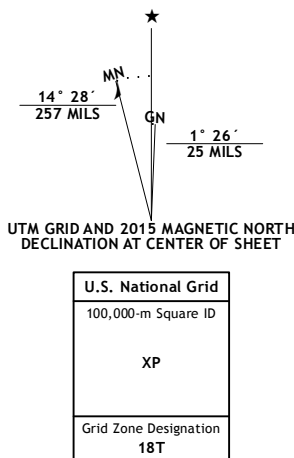 ★
MN
14° 28´
257 MILS
GN
1° 26´
25 MILS
UTM GRID AND 2015 MAGNETIC NORTH
DECLINATION AT CENTER OF SHEET
U.S. National Grid
100,000-m Square ID
XP
Grid Zone Designation
18T